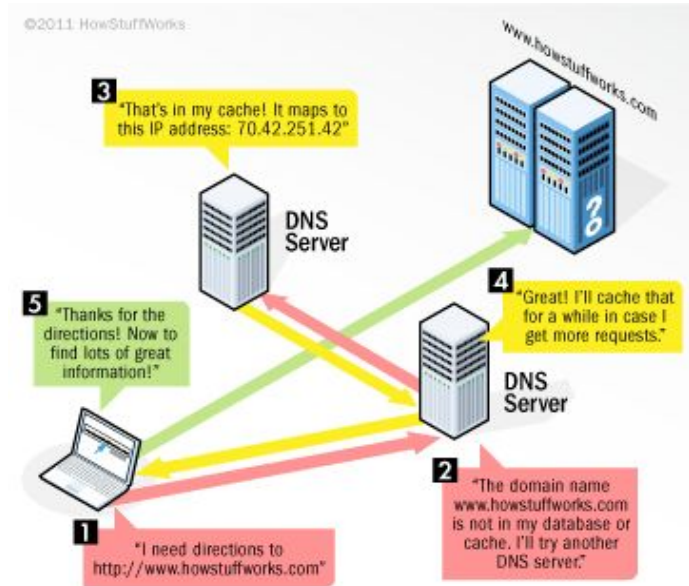 ©2011 HowStuffWorks
www.howstuffworks.com
3
"That's in my cache! It maps to
this IP address: 70.42.251.42"
DNS
Server
4
"Great! I'll cache that
for a while in case I
get more requests."
5
"Thanks for the
directions! Now to
find lots of great
information!"
DNS
Server
2
"The domain name
www.howstuffworks.com
is not in my database or
cache. I'll try another
DNS server."
1
"I need directions to
http://www.howstuffworks.com"
?